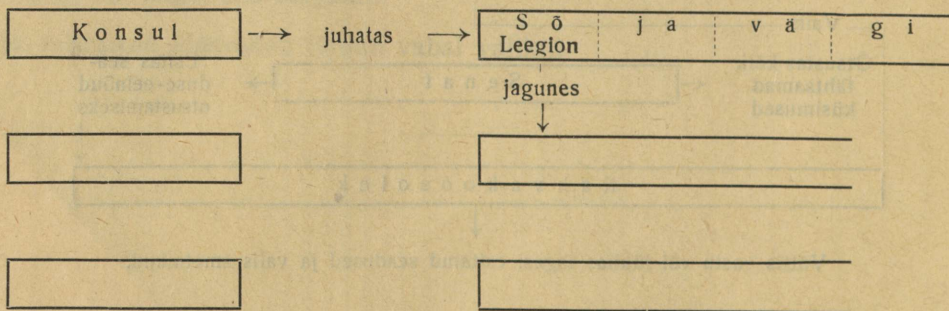 Konsul → juhatas → Sõjavägi
Leegion
jagunes